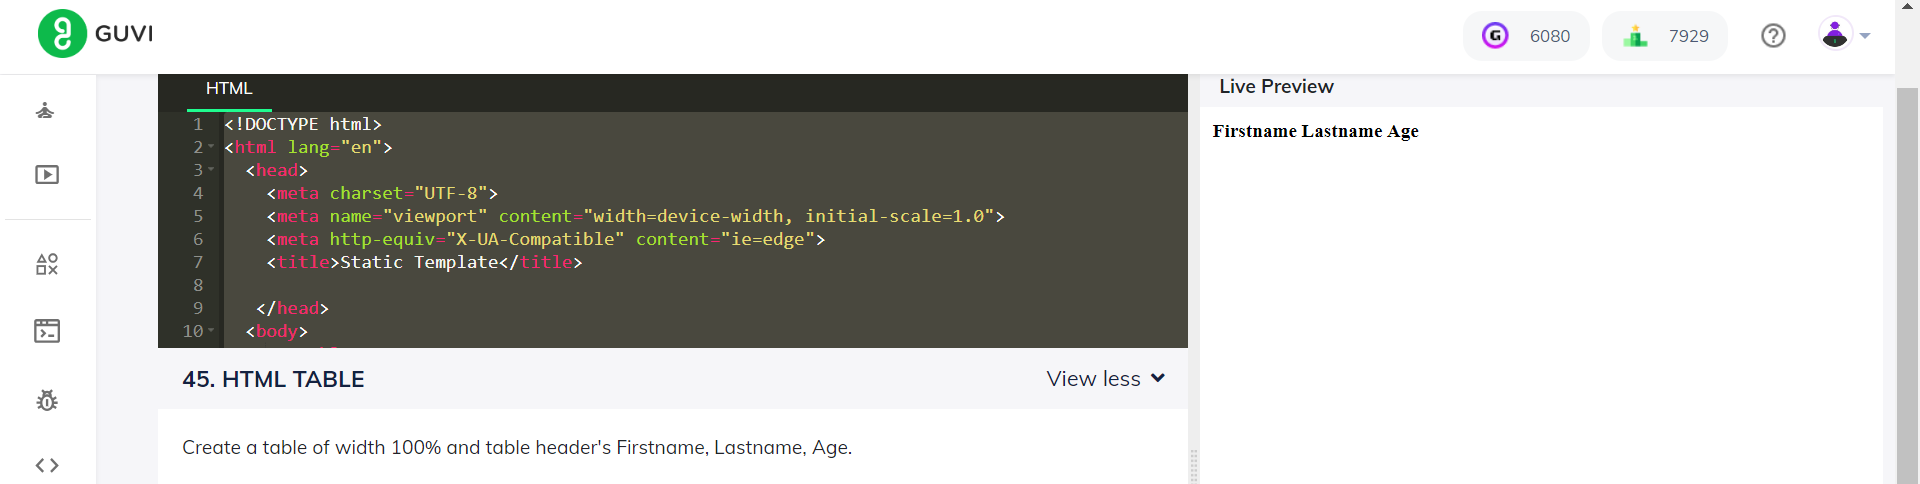 GUVI
6080
7929
HTML
Live Preview
1 <!DOCTYPE html>
2 <html lang="en">
3 <head>
4 <meta charset="UTF-8">
5 <meta name="viewport" content="width=device-width, initial-scale=1.0">
6 <meta http-equiv="X-UA-Compatible" content="ie=edge">
7 <title>Static Template</title>
8
9 </head>
10 <body>
Firstname Lastname Age
45. HTML TABLE
View less
Create a table of width 100% and table header's Firstname, Lastname, Age.